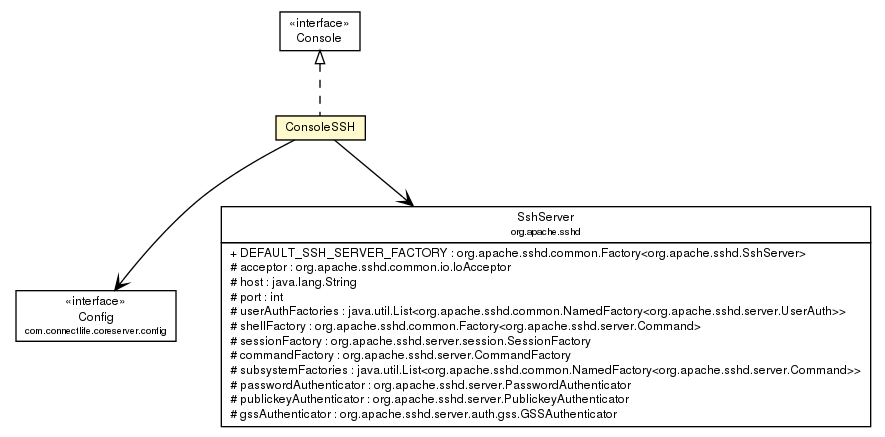 «interface»
Console
ConsoleSSH
SshServer
org.apache.sshd
+ DEFAULT_SSH_SERVER_FACTORY : org.apache.sshd.common.Factory<org.apache.sshd.SshServer>
# acceptor : org.apache.sshd.common.io.IoAcceptor
# host : java.lang.String
# port : int
# userAuthFactories : java.util.List<org.apache.sshd.common.NamedFactory<org.apache.sshd.server.UserAuth>>
# shellFactory : org.apache.sshd.common.Factory<org.apache.sshd.server.Command>
# sessionFactory : org.apache.sshd.server.session.SessionFactory
# commandFactory : org.apache.sshd.server.CommandFactory
# subsystemFactories : java.util.List<org.apache.sshd.common.NamedFactory<org.apache.sshd.server.Command>>
# passwordAuthenticator : org.apache.sshd.server.PasswordAuthenticator
# publickeyAuthenticator : org.apache.sshd.server.PublickeyAuthenticator
# gssAuthenticator : org.apache.sshd.server.auth.gss.GSSAuthenticator
«interface»
Config
com.connectlife.coreserver.config